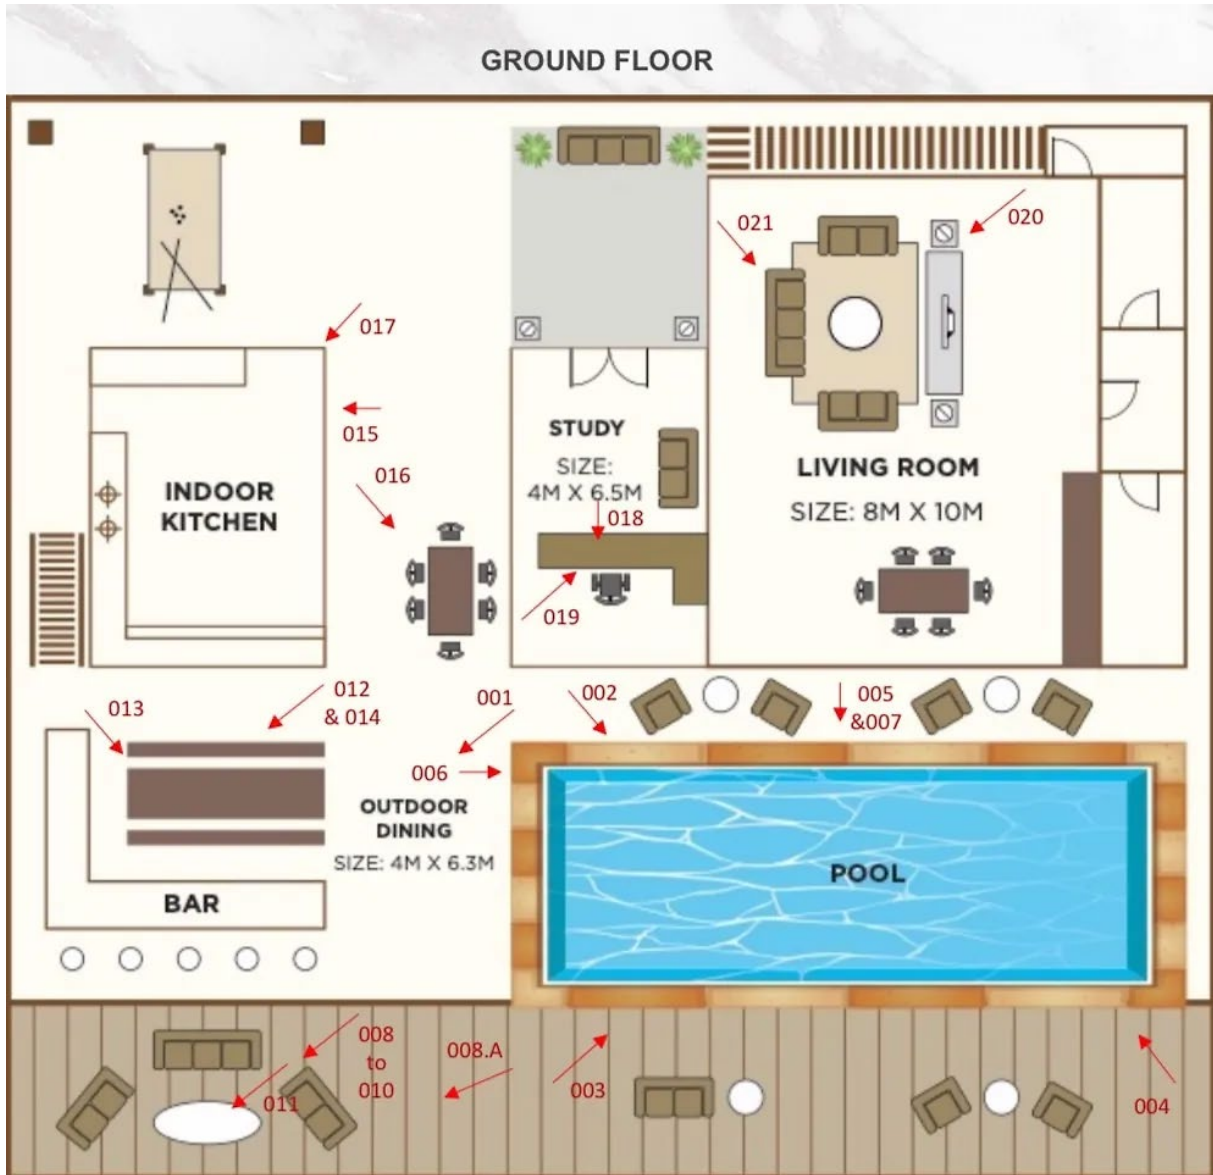 GROUND FLOOR
021
020
017
015
016
STUDY
SIZE:
4M X 6.5M
018
019
LIVING ROOM
SIZE: 8M X 10M
INDOOR
KITCHEN
013
012
& 014
001
002
005
&007
006
OUTDOOR
DINING
SIZE: 4M X 6.3M
POOL
BAR
008
to
010
008.A
011
003
004